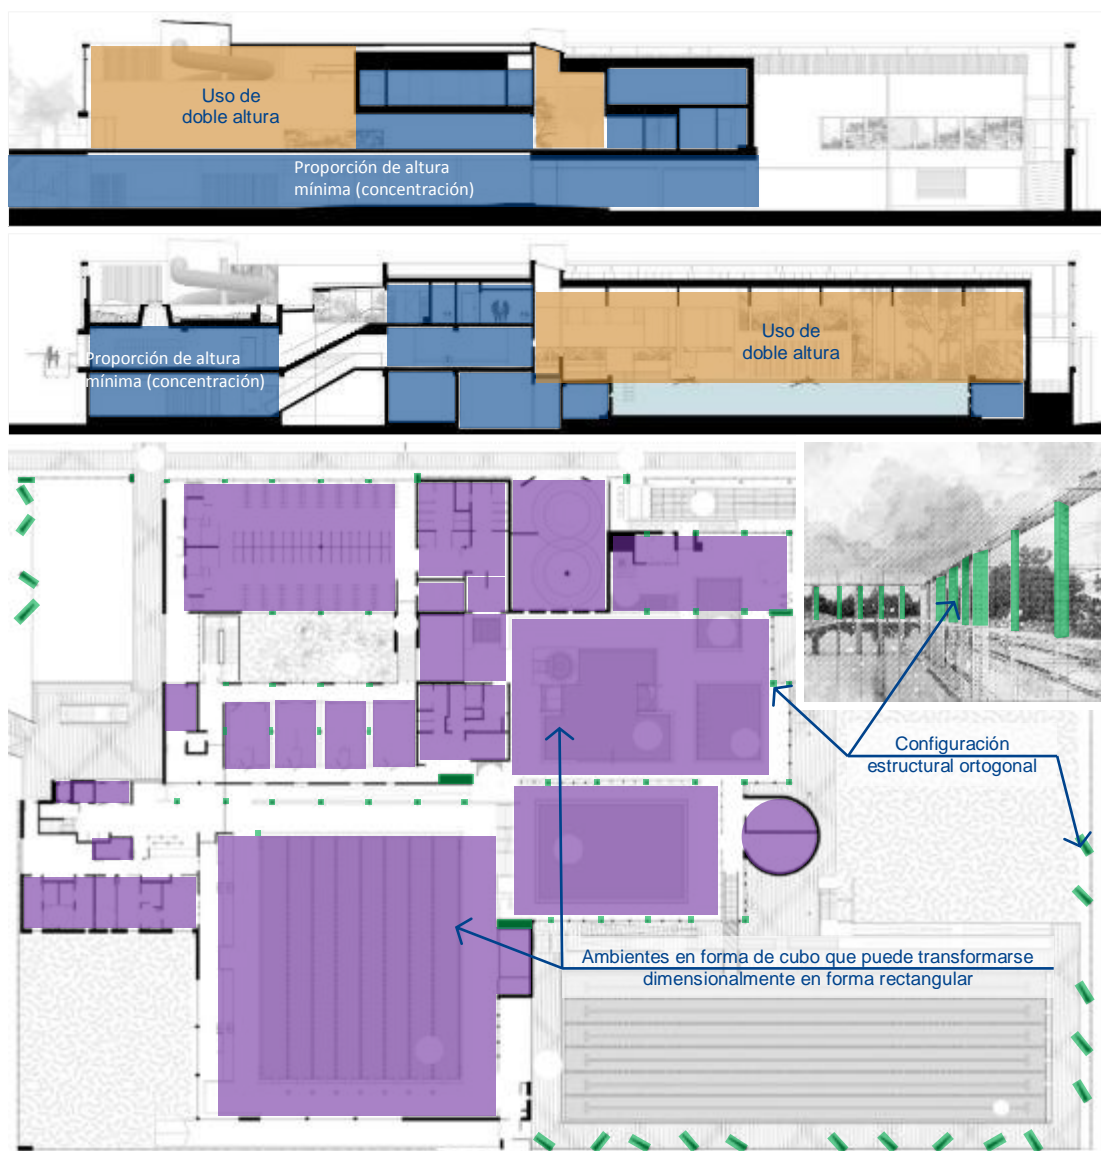 Uso de
doble altura
Proporción de altura
mínima (concentración)
Proporción de altura
mínima (concentración)
Uso de
doble altura
Configuración
estructural ortogonal
Ambientes en forma de cubo que puede transformarse
dimensionalmente en forma rectangular